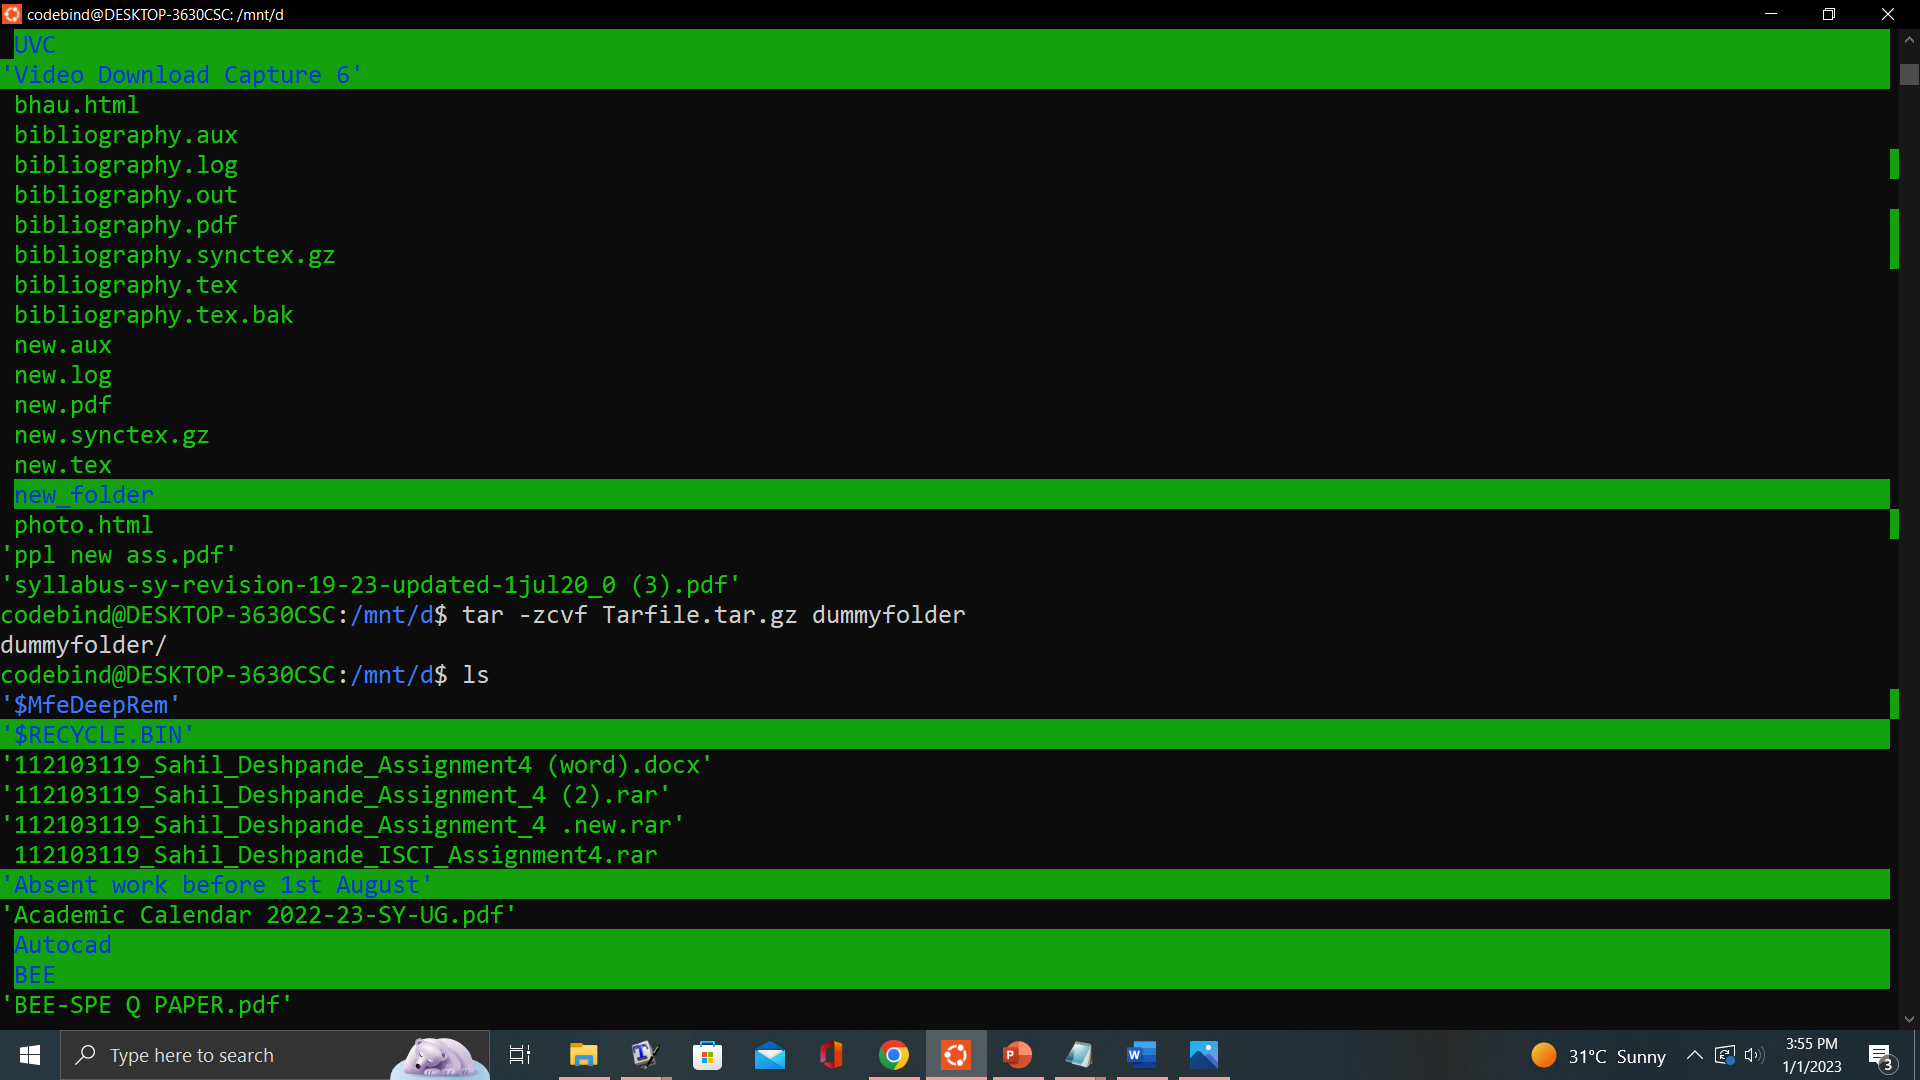 codebind@DESKTOP-3630CSC: /mnt/d
UVC
'Video Download Capture 6'
bhau.html
bibliography.aux
bibliography.log
bibliography.out
bibliography.pdf
bibliography.synctex.gz
bibliography.tex
bibliography.tex.bak
new.aux
new.log
new.pdf
new.synctex.gz
new.tex
new_folder
photo.html
'ppl new ass.pdf'
'syllabus-sy-revision-19-23-updated-1jul20_0 (3).pdf'
codebind@DESKTOP-3630CSC:/mnt/d$ tar -zcvf Tarfile.tar.gz dummyfolder
dummyfolder/
codebind@DESKTOP-3630CSC:/mnt/d$ ls
'$MfeDeepRem'
'$RECYCLE.BIN'
'112103119_Sahil_Deshpande_Assignment4 (word).docx'
'112103119_Sahil_Deshpande_Assignment_4 (2).rar'
'112103119_Sahil_Deshpande_Assignment_4 .new.rar'
112103119_Sahil_Deshpande_ISCT_Assignment4.rar
'Absent work before 1st August'
'Academic Calendar 2022-23-SY-UG.pdf'
Autocad
BEE
'BEE-SPE Q PAPER.pdf'
Type here to search
31°C Sunny
3:55 PM
1/1/2023
3